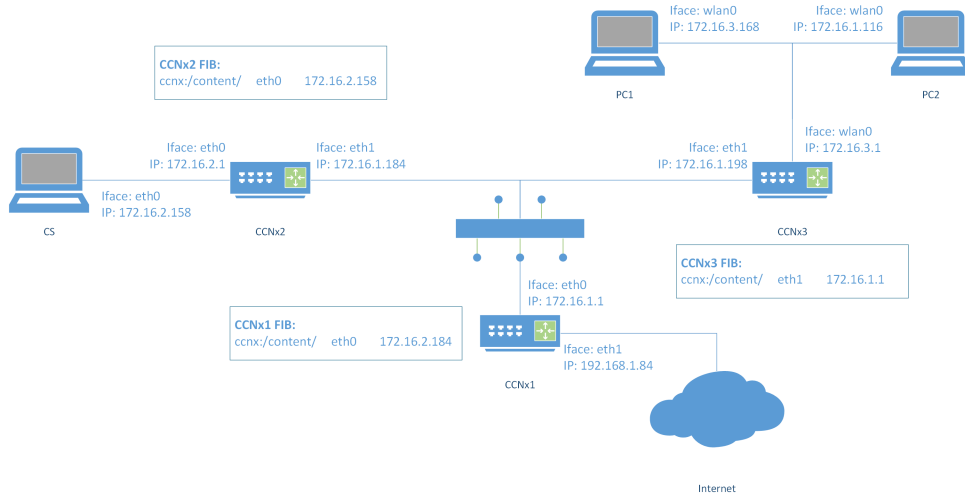 Iface: wlan0
IP: 172.16.3.168
Iface: wlan0
IP: 172.16.1.116
PC1
PC2
CCNx2 FIB:
ccnx:/content/ eth0 172.16.2.158
Iface: eth0
IP: 172.16.2.1
Iface: eth1
IP: 172.16.1.184
Iface: eth1
IP: 172.16.1.198
Iface: wlan0
IP: 172.16.3.1
Iface: eth0
IP: 172.16.2.158
CS
CCNx2
CCNx3
CCNx3 FIB:
ccnx:/content/ eth1 172.16.1.1
Iface: eth0
IP: 172.16.1.1
CCNx1 FIB:
ccnx:/content/ eth0 172.16.2.184
Iface: eth1
IP: 192.168.1.84
CCNx1
Internet